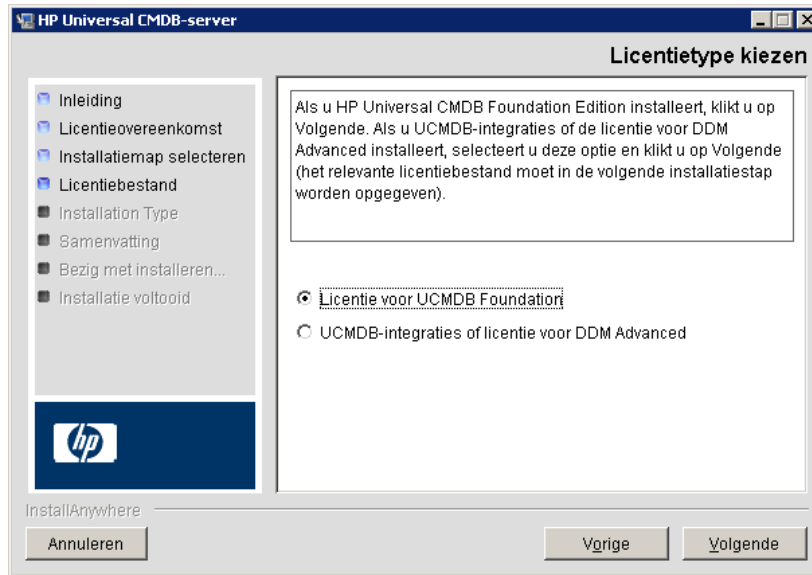 HP Universal CMDB-server
Licentietype kiezen
Inleiding
Licentieovereenkomst
Installatiemap selecteren
Licentiebestand
Installation Type
Samenvatting
Bezig met installeren...
Installatie voltooid
Als u HP Universal CMDB Foundation Edition installeert, klikt u op
Volgende. Als u UCMDB-integraties of de licentie voor DDM
Advanced installeert, selecteert u deze optie en klikt u op Volgende
(het relevante licentiebestand moet in de volgende installatiestap
worden opgegeven).
Licentie voor UCMDB Foundation
UCMDB-integraties of licentie voor DDM Advanced
hp
InstallAnywhere
Annuleren
Vorige
Volgende